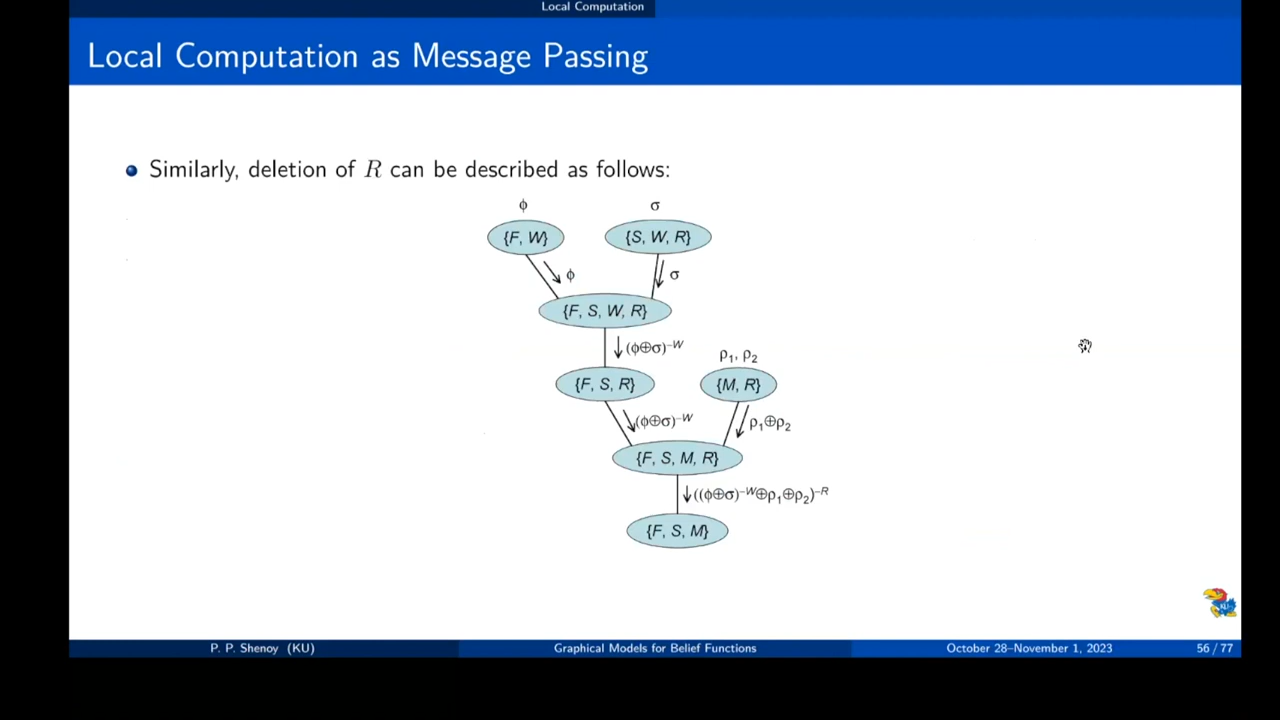 Local Computation
Local Computation as Message Passing
Similarly, deletion of R can be described as follows:
ϕ σ
{F, W} {S, W, R}
ϕ σ
{F, S, W, R}
(ϕ⊕σ)⁻ᵂ
ρ₁, ρ₂
{F, S, R} {M, R}
(ϕ⊕σ)⁻ᵂ ρ₁⊕ρ₂
{F, S, M, R}
((ϕ⊕σ)⁻ᵂ⊕ρ₁⊕ρ₂)⁻ᴿ
{F, S, M}
KU
P. P. Shenoy (KU) Graphical Models for Belief Functions October 28–November 1, 2023 56 / 77